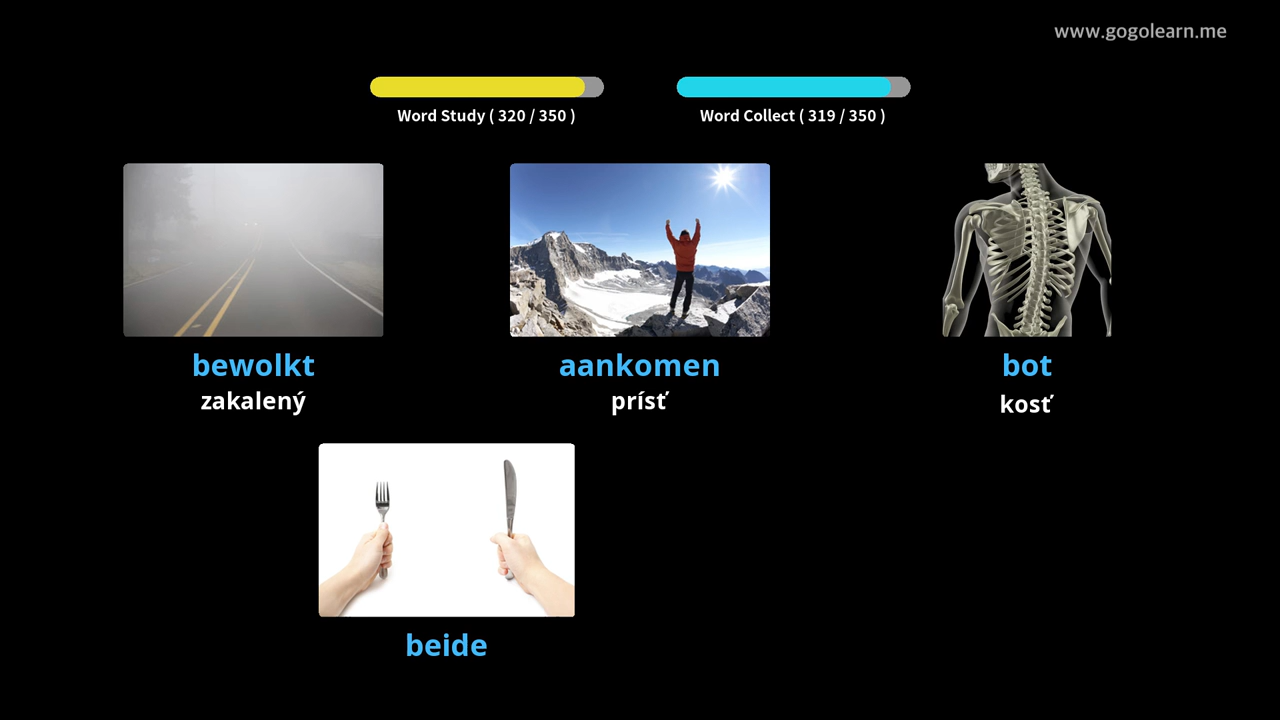 www.gogolearn.me
Word Study ( 320 / 350 )
Word Collect ( 319 / 350 )
bewolkt
zakalený
aankomen
prísť
bot
kosť
beide